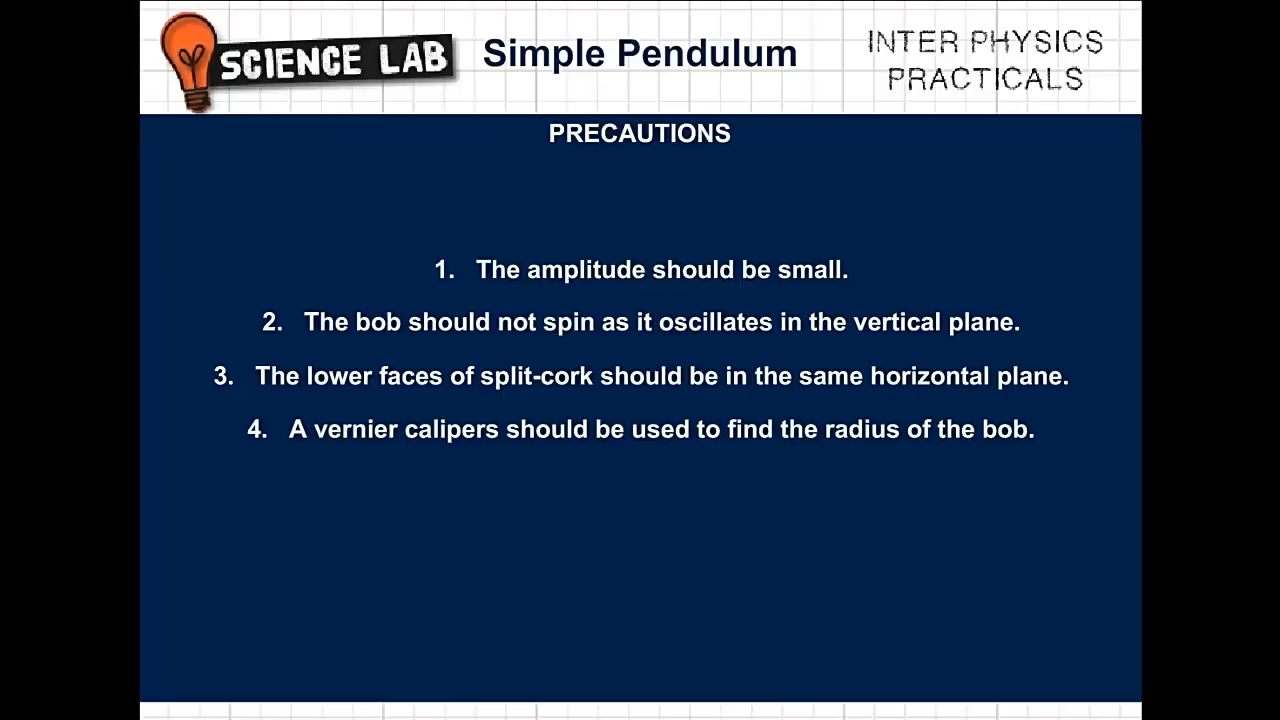 SCIENCE LAB
Simple Pendulum
INTER PHYSICS
PRACTICALS
PRECAUTIONS
1. The amplitude should be small.
2. The bob should not spin as it oscillates in the vertical plane.
3. The lower faces of split-cork should be in the same horizontal plane.
4. A vernier calipers should be used to find the radius of the bob.